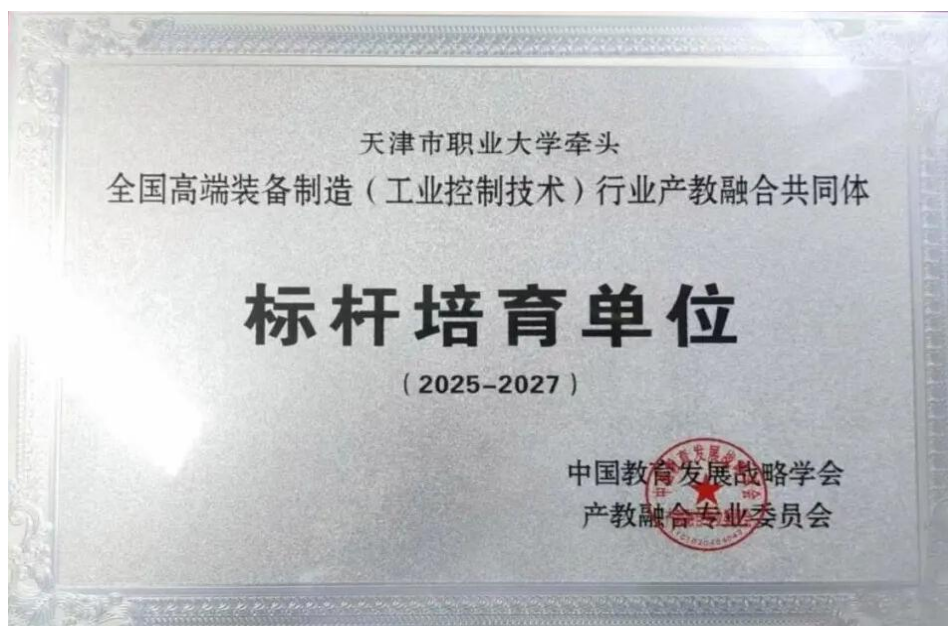 天津市职业大学牵头
全国高端装备制造（工业控制技术）行业产教融合共同体
标杆培育单位
（2025-2027）
中国教育发展战略学会
产教融合专业委员会